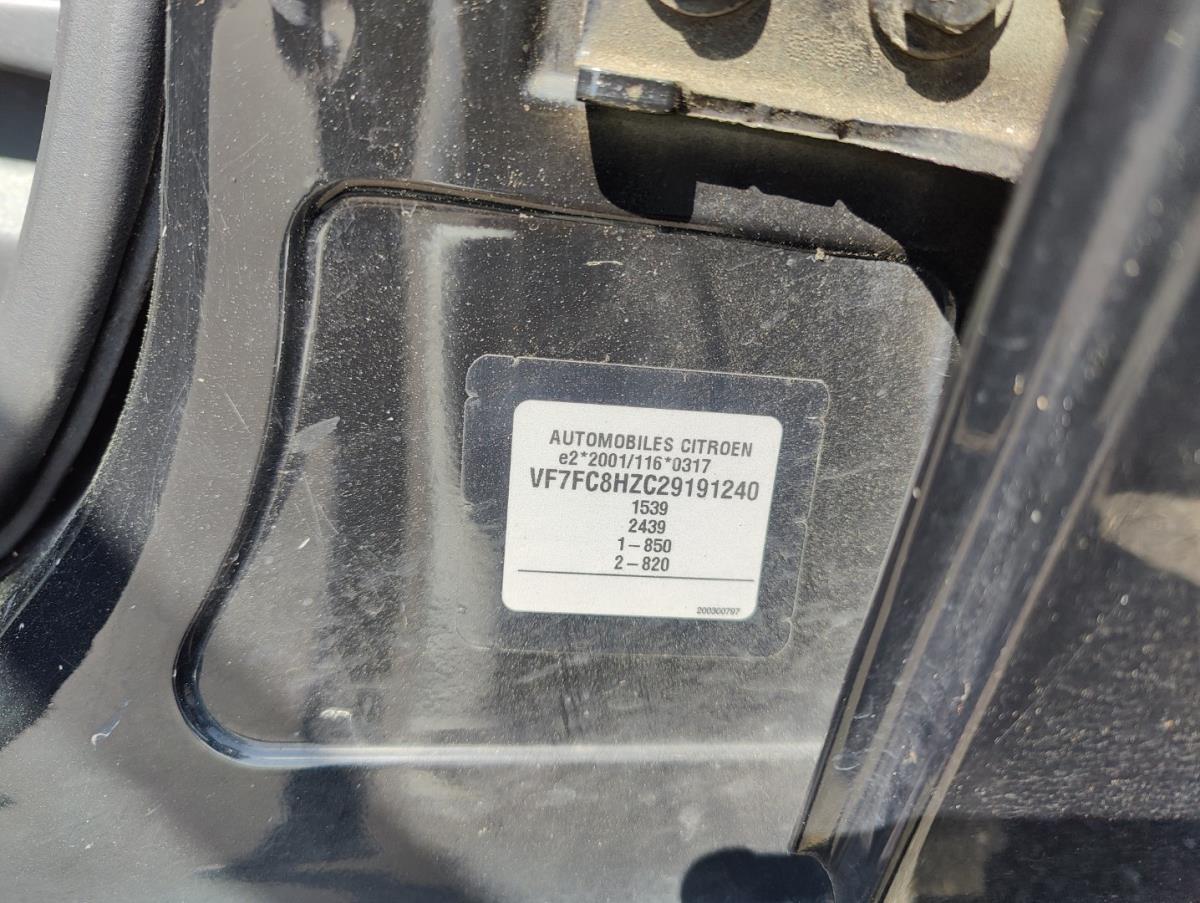 AUTOMOBILES CITROEN
e2*2001/116*0317
VF7FC8HZC29191240
1539
2439
1-850
2-820
200300797